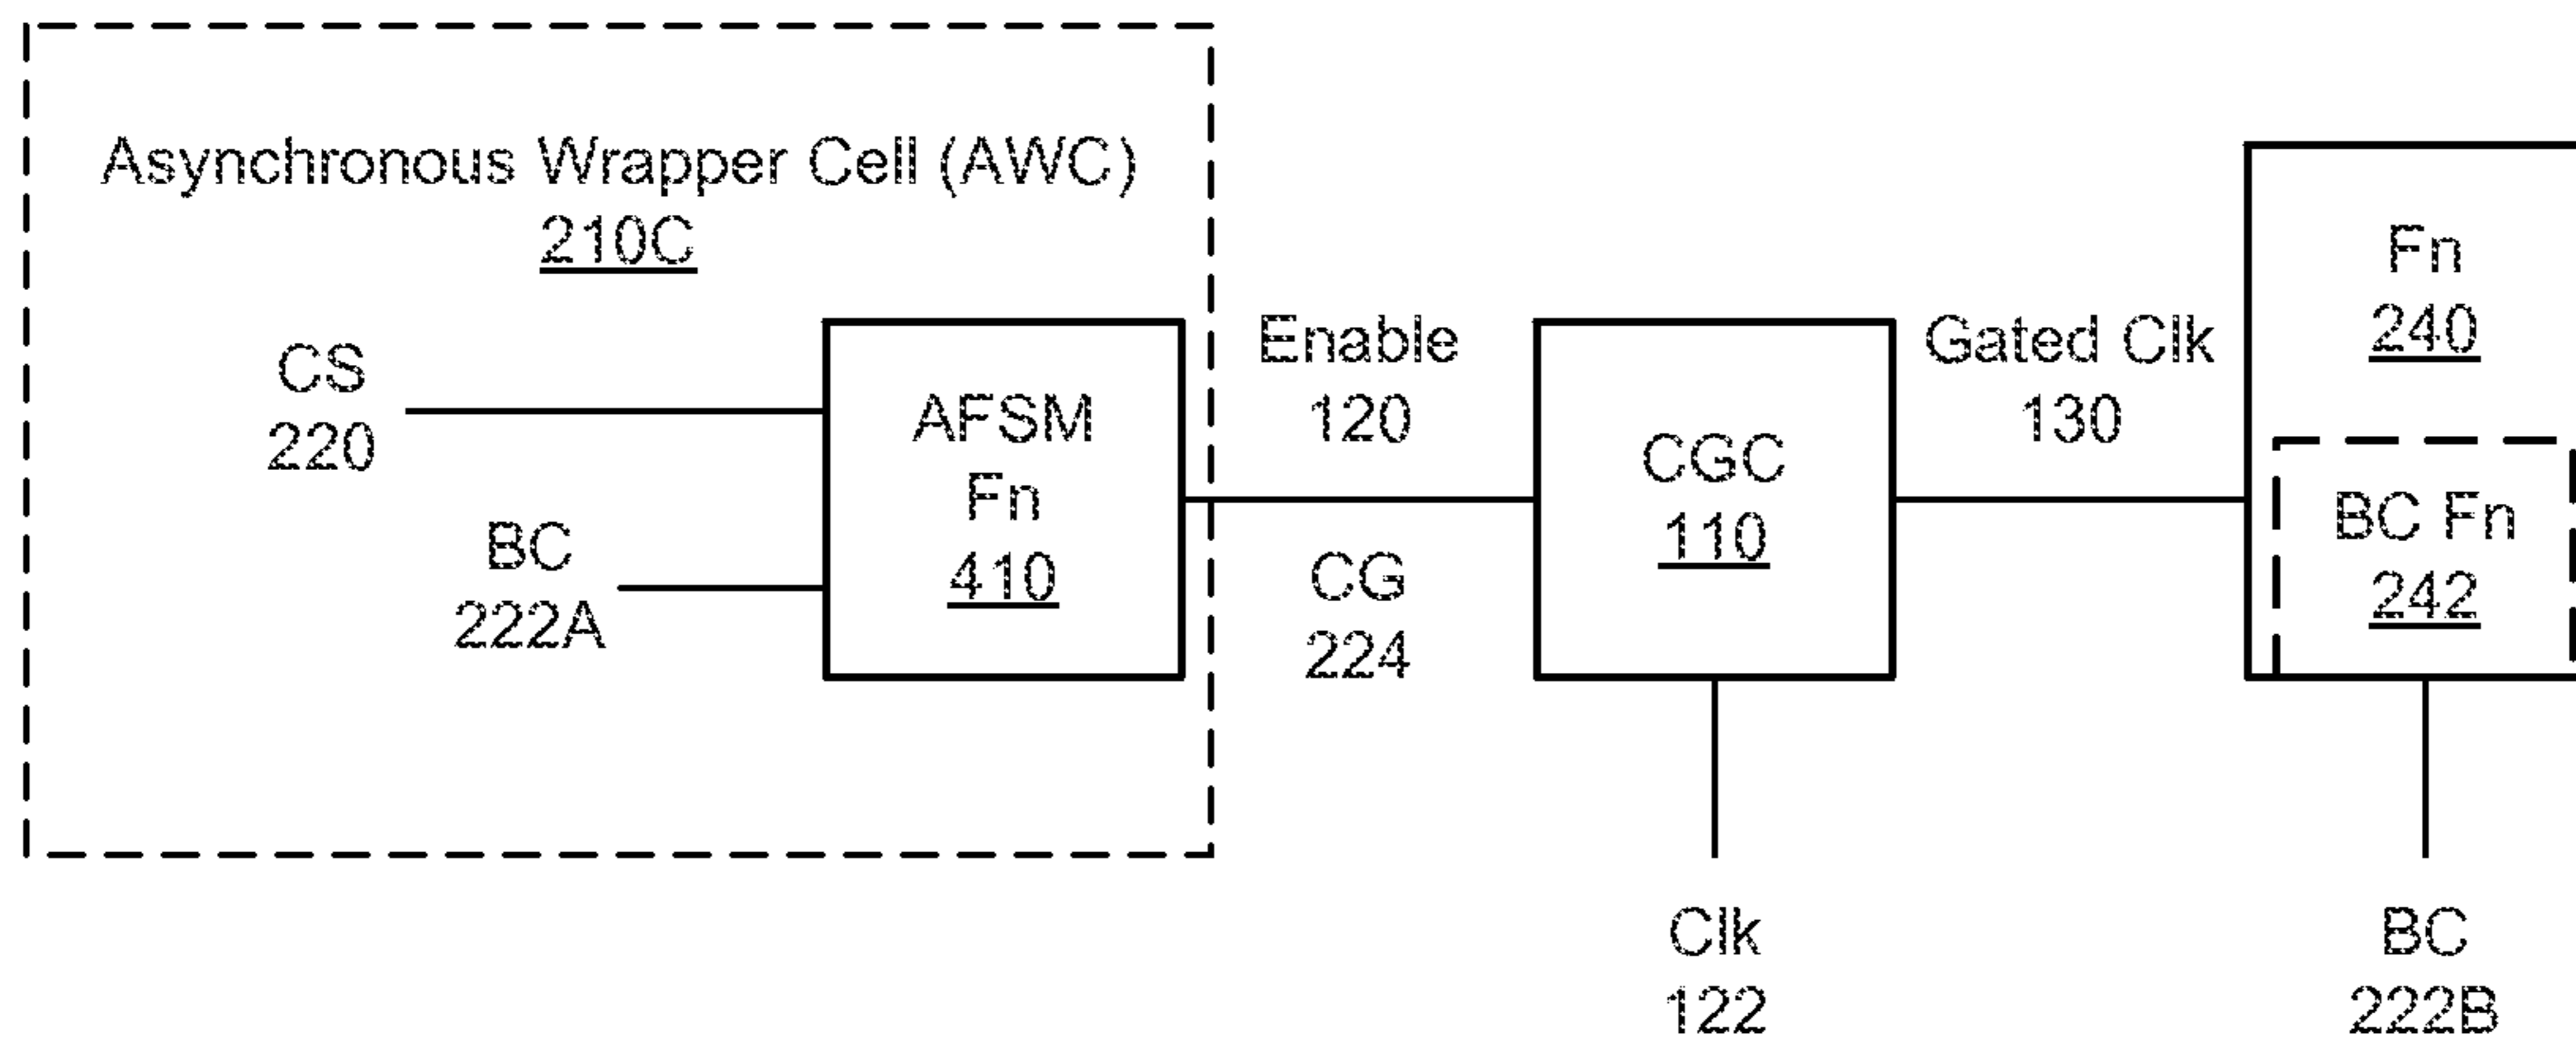 Asynchronous Wrapper Cell (AWC)
210C
CS
220
BC
222A
AFSM
Fn
410
Enable
120
CG
224
CGC
110
Clk
122
Gated Clk
130
Fn
240
BC Fn
242
BC
222B